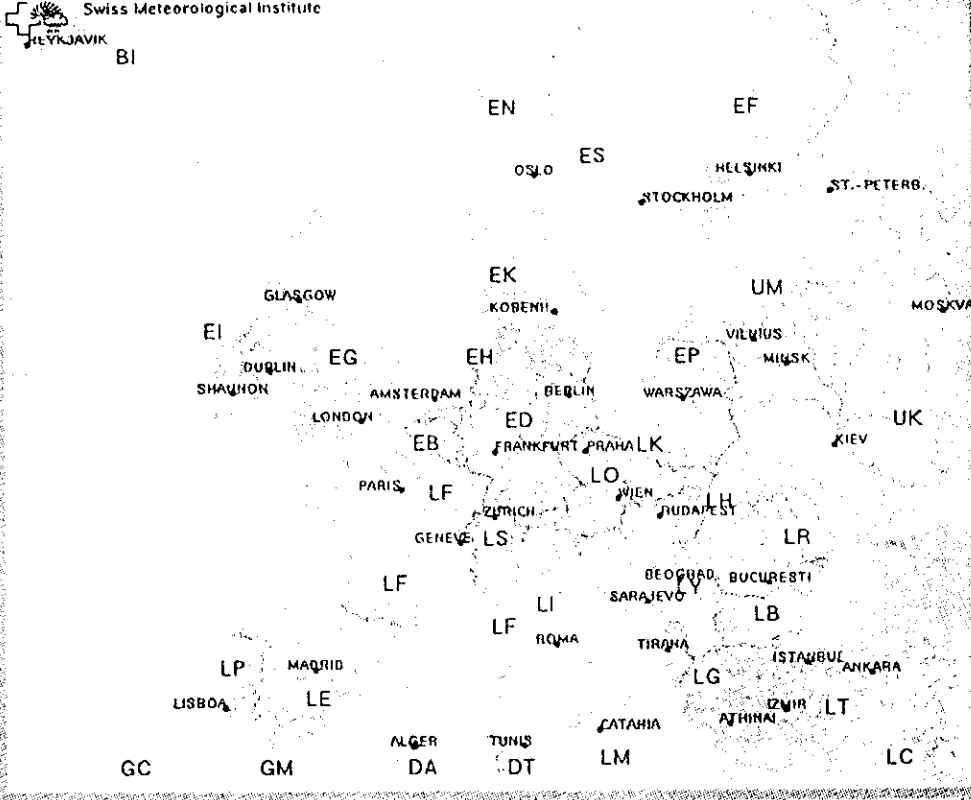 Swiss Meteorological Institute
REYKJAVIK
BI
EN
EF
ES
OSLO
HELSINKI
ST.-PETERB.
STOCKHOLM
EK
UM
GLASGOW
KOBENH.
MOSKVA
EI
VILNIUS
EG
EH
EP
MINSK
DUBLIN
SHANNON
AMSTERDAM
BERLIN
WARSZAWA
LONDON
ED
UK
EB
FRANKFURT
PRAHA
LK
KIEV
LO
PARIS
LF
WIEN
LH
ZURICH
BUDAPEST
GENEVE
LS
LR
BEOGRAD
BUCURESTI
LF
LY
SARAJEVO
LI
LB
LF
ROMA
TIRANA
ISTANBUL
LP
MADRID
ANKARA
LG
LE
LISBOA
IZMIR
LT
ATHINAI
CATANIA
ALGER
TUNIS
LM
LC
GC
GM
DA
DT